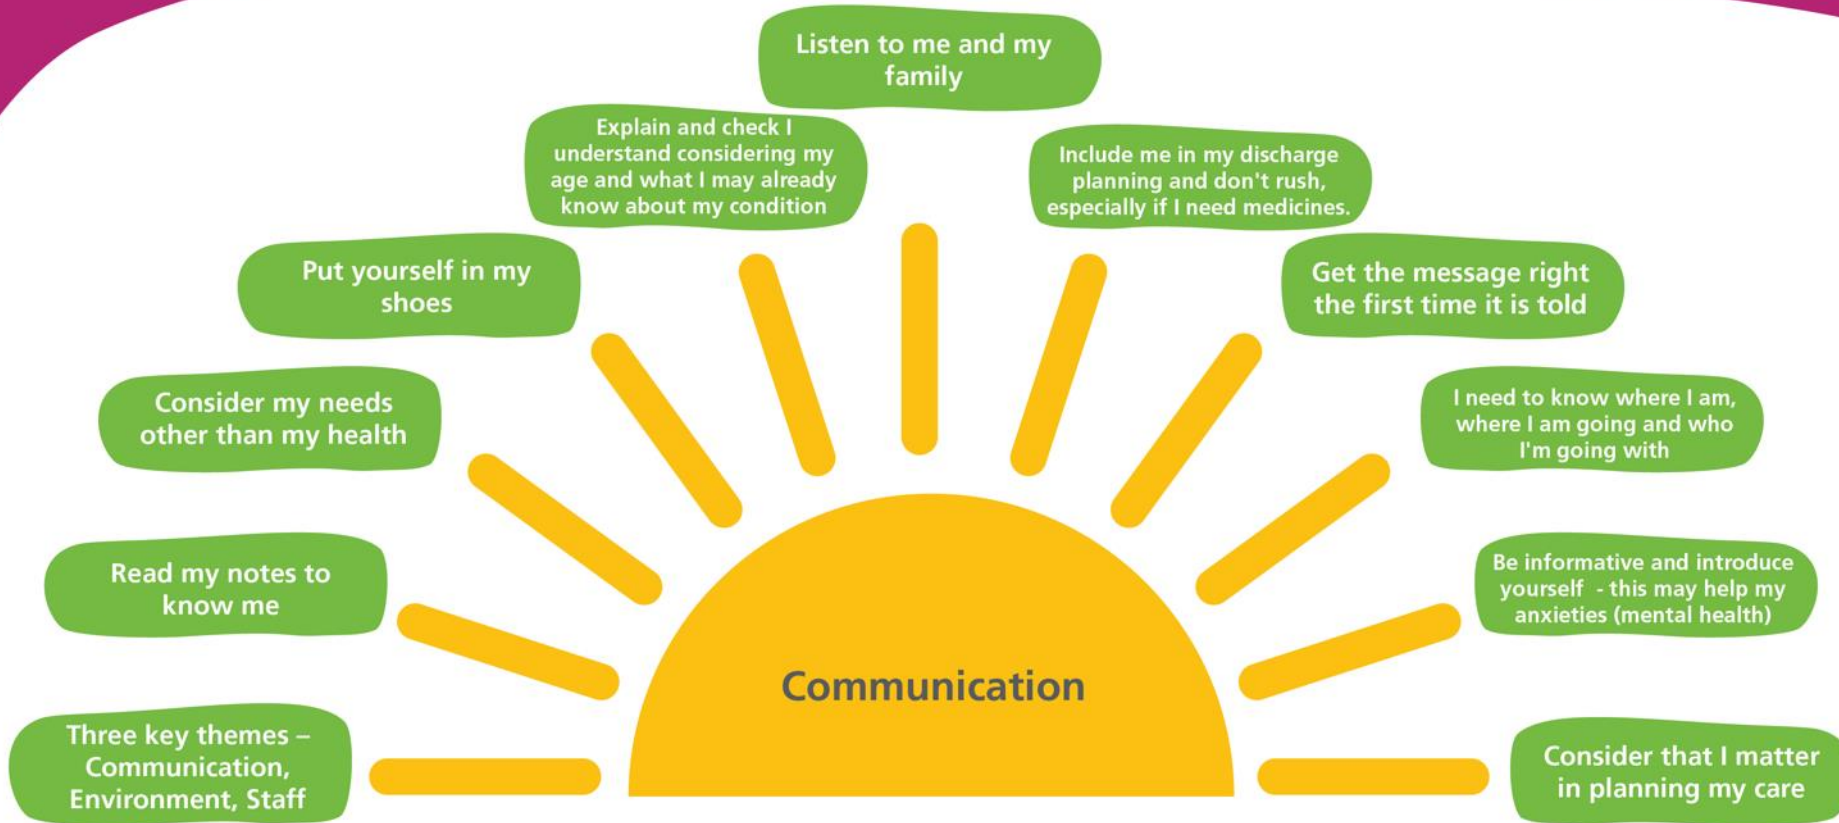 Listen to me and my
family
Explain and check I
understand considering my
age and what I may already
know about my condition
Include me in my discharge
planning and don't rush,
especially if I need medicines.
Put yourself in my
shoes
Get the message right
the first time it is told
Consider my needs
other than my health
I need to know where I am,
where I am going and who
I'm going with
Read my notes to
know me
Be informative and introduce
yourself - this may help my
anxieties (mental health)
Communication
Three key themes –
Communication,
Environment, Staff
Consider that I matter
in planning my care